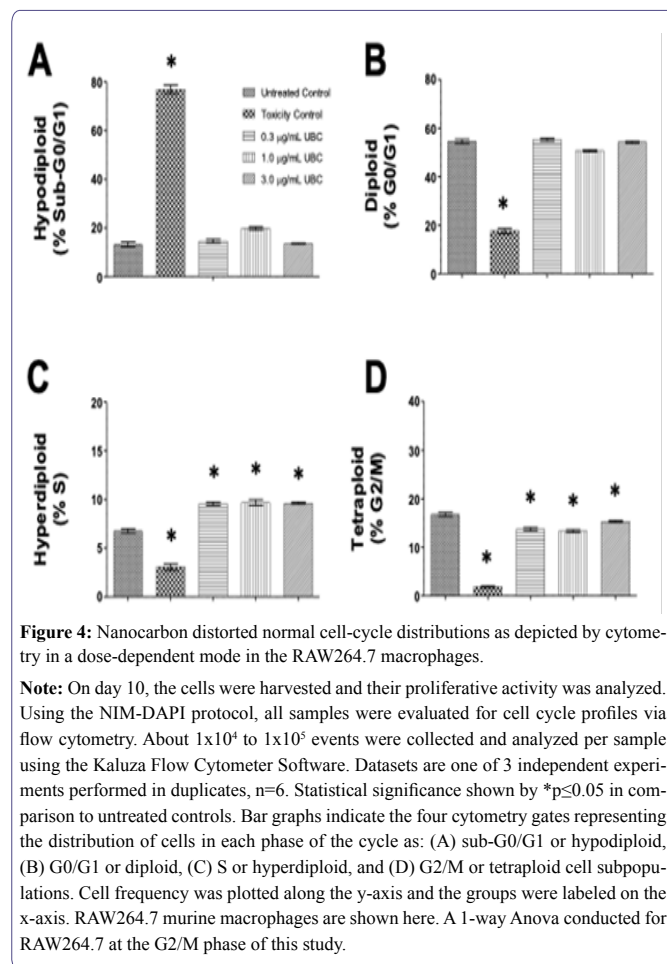 A
*
Hypodiploid
(% Sub-G0/G1)
80
60
40
20
0
Untreated Control
Toxicity Control
0.3 µg/mL UBC
1.0 µg/mL UBC
3.0 µg/mL UBC
B
Diploid
(% G0/G1)
60
40
20
0
*
C
Hyperdiploid
(% S)
20
15
10
5
0
* * * *
D
Tetraploid
(% G2/M)
40
30
20
10
0
* * * *
Figure 4: Nanocarbon distorted normal cell-cycle distributions as depicted by cytome-
try in a dose-dependent mode in the RAW264.7 macrophages.
Note: On day 10, the cells were harvested and their proliferative activity was analyzed.
Using the NIM-DAPI protocol, all samples were evaluated for cell cycle profiles via
flow cytometry. About 1x10⁴ to 1x10⁵ events were collected and analyzed per sample
using the Kaluza Flow Cytometer Software. Datasets are one of 3 independent experi-
ments performed in duplicates, n=6. Statistical significance shown by *p≤0.05 in com-
parison to untreated controls. Bar graphs indicate the four cytometry gates representing
the distribution of cells in each phase of the cycle as: (A) sub-G0/G1 or hypodiploid,
(B) G0/G1 or diploid, (C) S or hyperdiploid, and (D) G2/M or tetraploid cell subpopu-
lations. Cell frequency was plotted along the y-axis and the groups were labeled on the
x-axis. RAW264.7 murine macrophages are shown here. A 1-way Anova conducted for
RAW264.7 at the G2/M phase of this study.